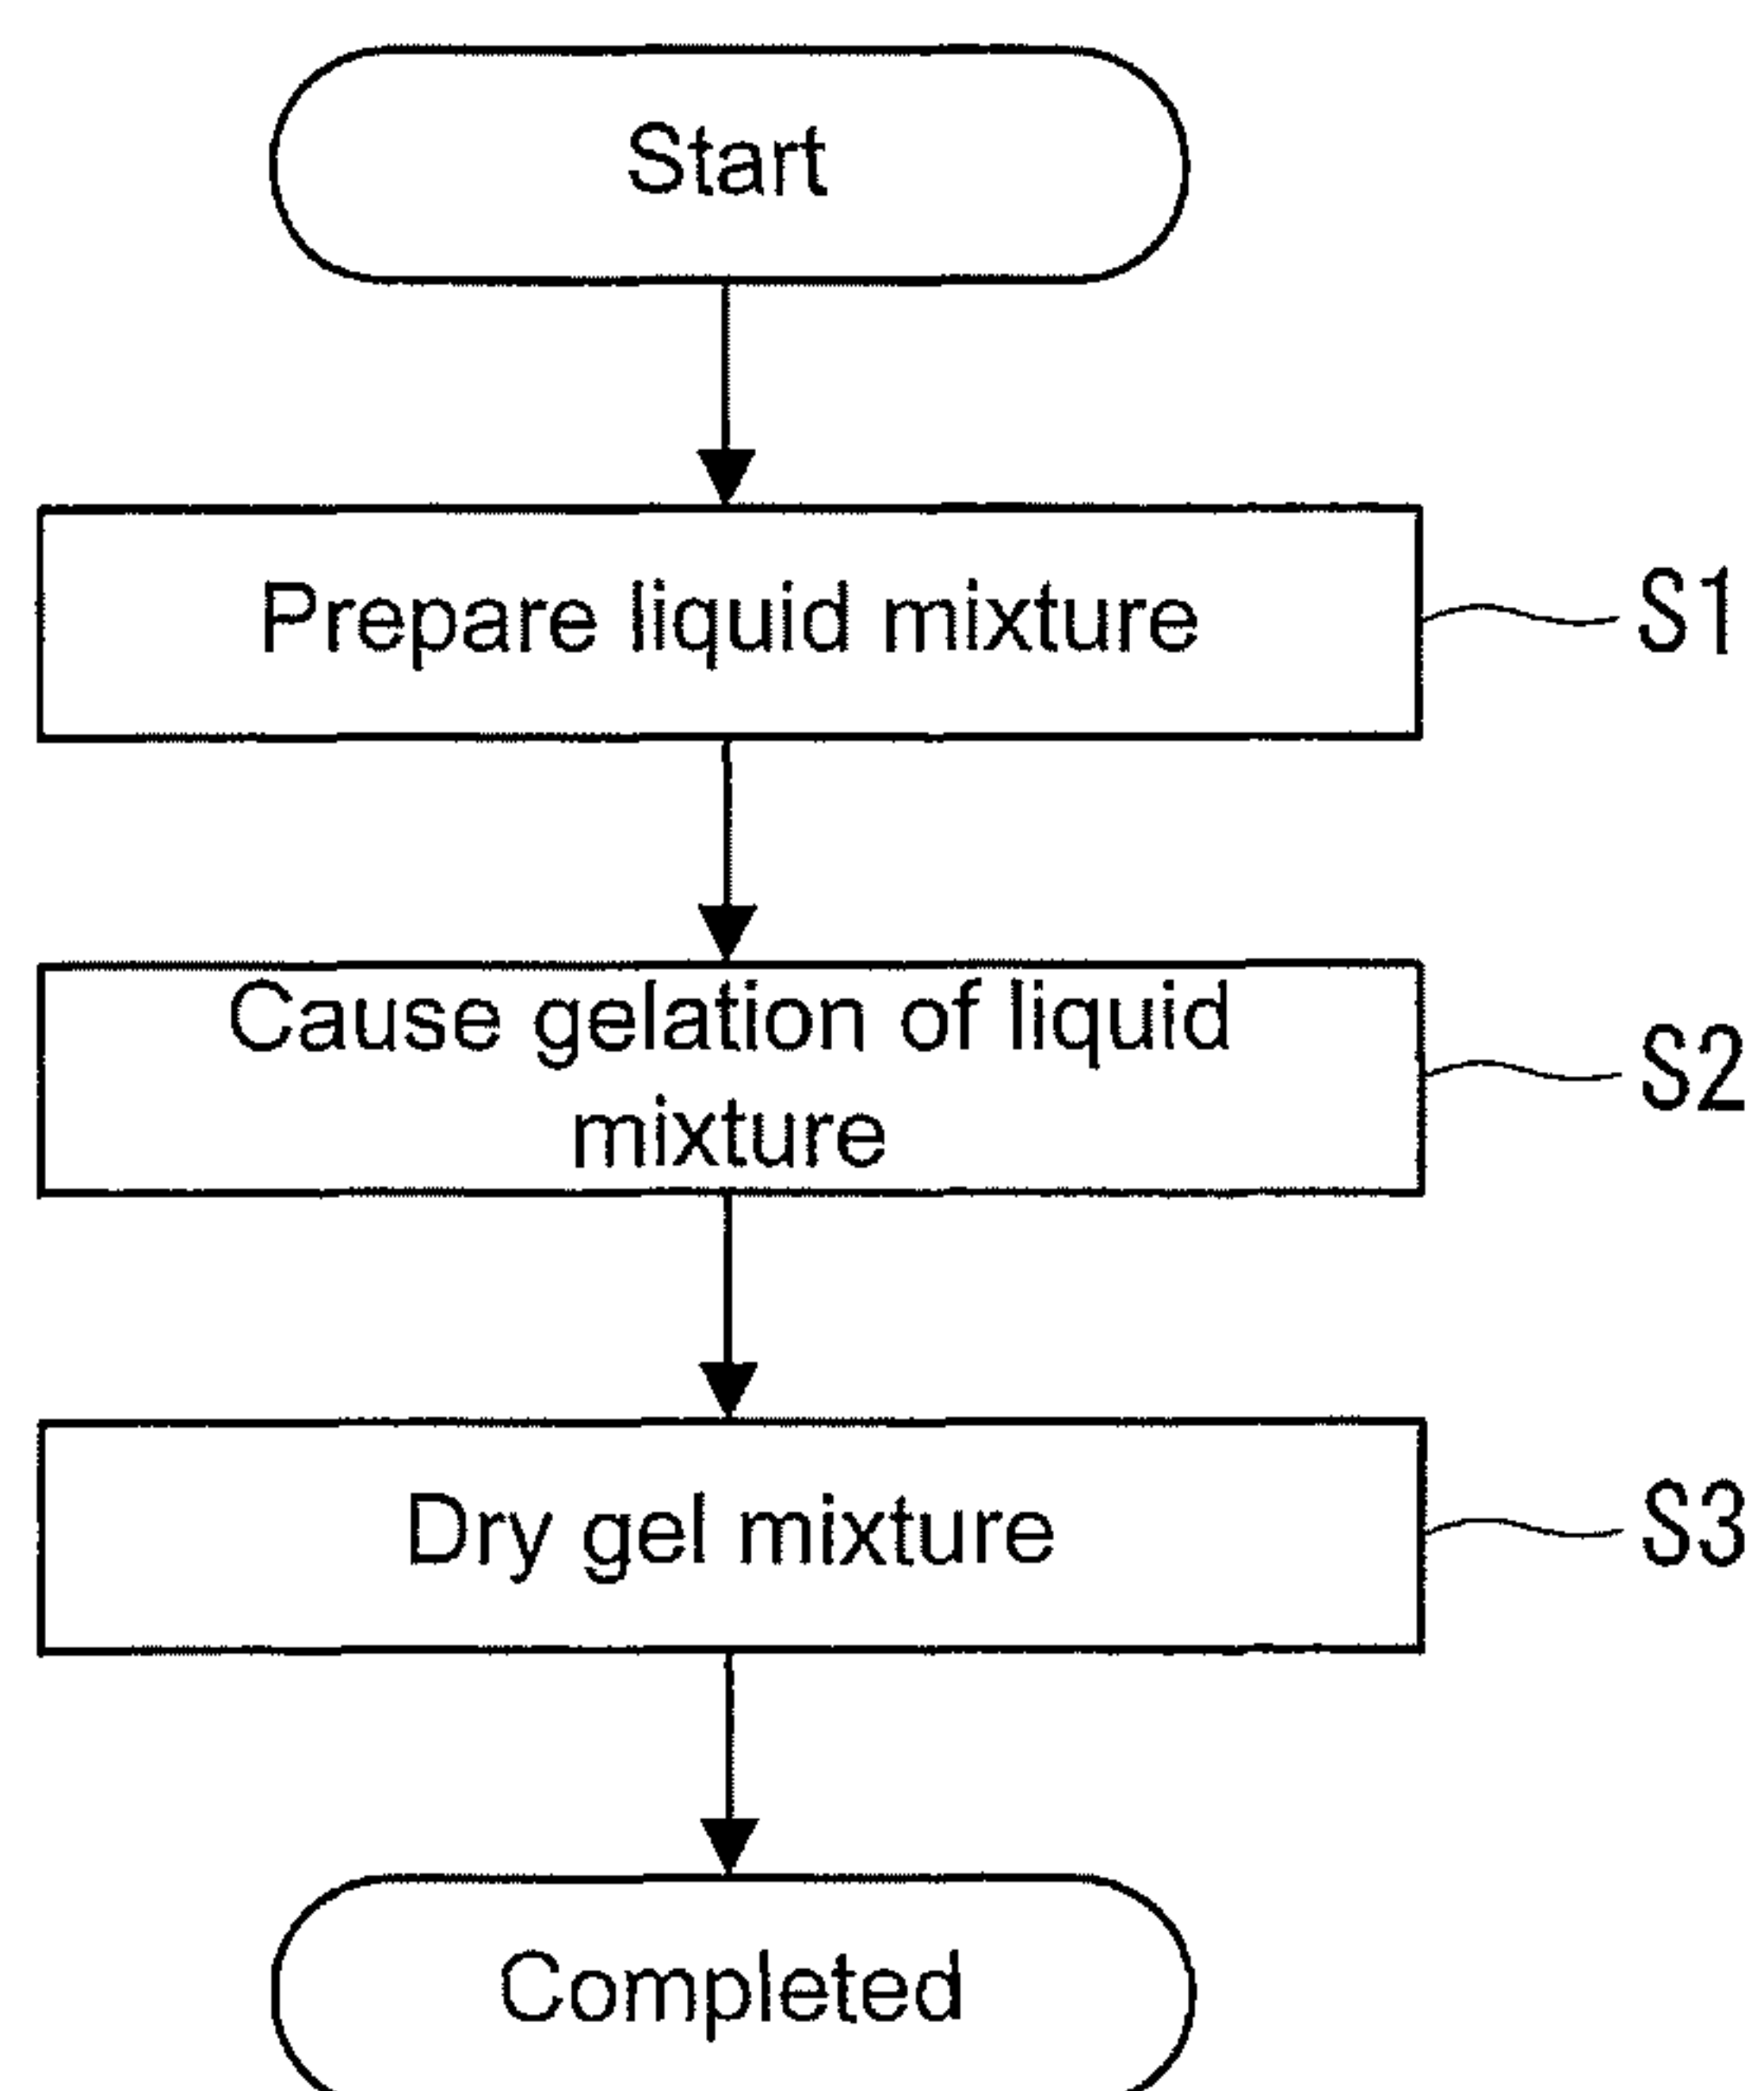 Start
Prepare liquid mixture
S1
Cause gelation of liquid
mixture
S2
Dry gel mixture
S3
Completed